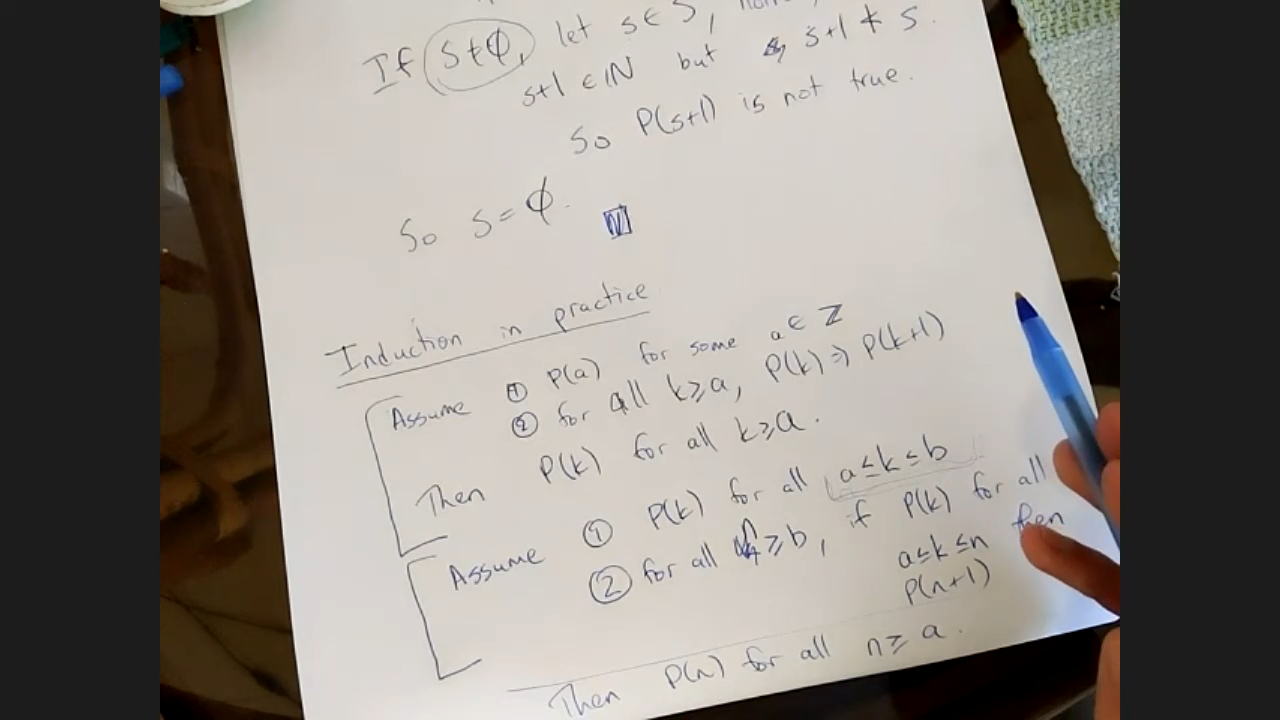 If S≠∅, let s∈S,
s+1 ∈ ℕ but s+1 ∉ S.
So P(s+1) is not true.
So S = ∅.
Induction in practice
Assume ① P(a) for some a ∈ ℤ
② for all k≥a, P(k) ⇒ P(k+1)
Then P(k) for all k≥a.
Assume ① P(k) for all a≤k≤b
② for all n≥b, if P(k) for all
a≤k≤n then
P(n+1)
Then P(n) for all n≥a.